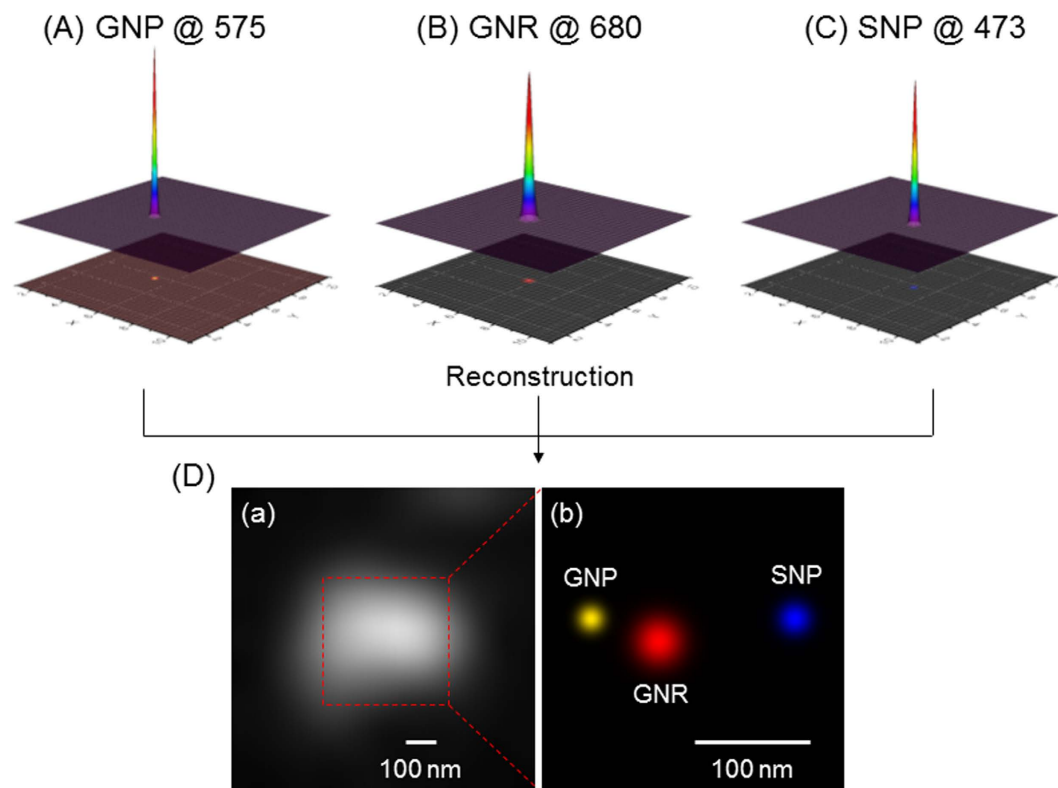 (A) GNP @ 575
(B) GNR @ 680
(C) SNP @ 473
X
Y
X
Y
X
Y
Reconstruction
(D)
(a)
(b)
GNP
SNP
GNR
100 nm
100 nm